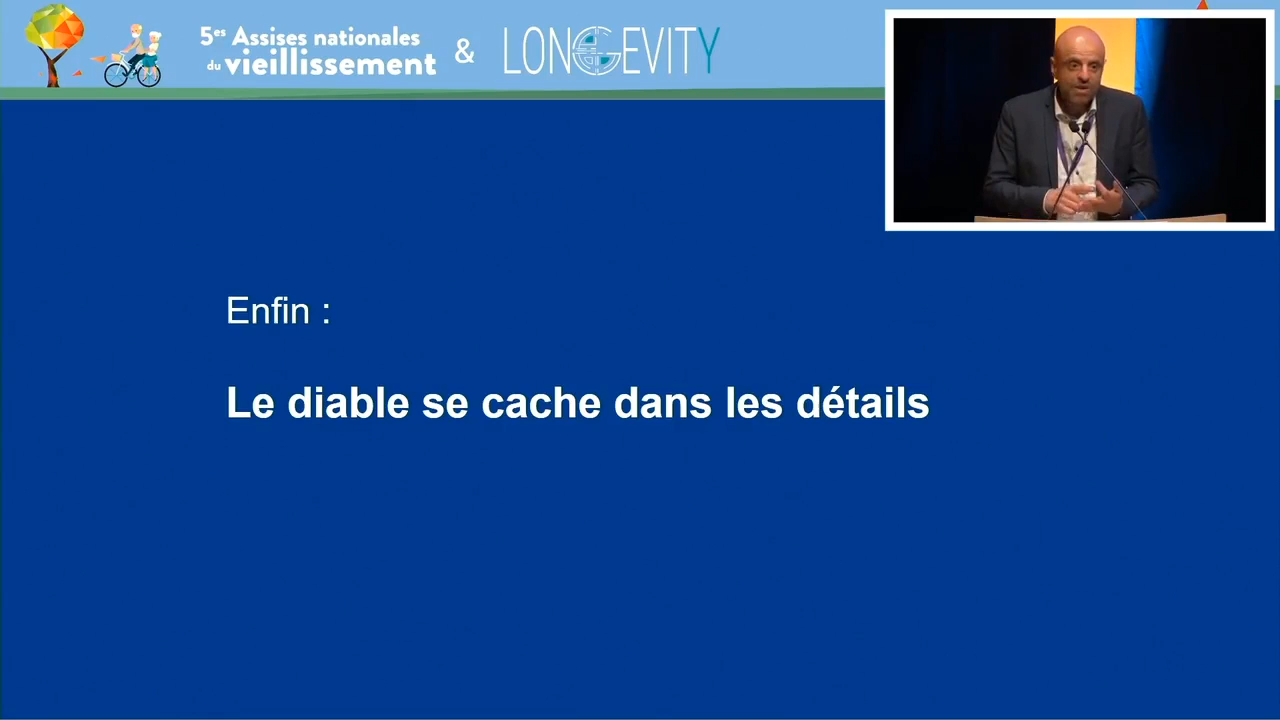 5es Assises nationales
du vieillissement
&
LONGEVITY
Enfin :
Le diable se cache dans les détails